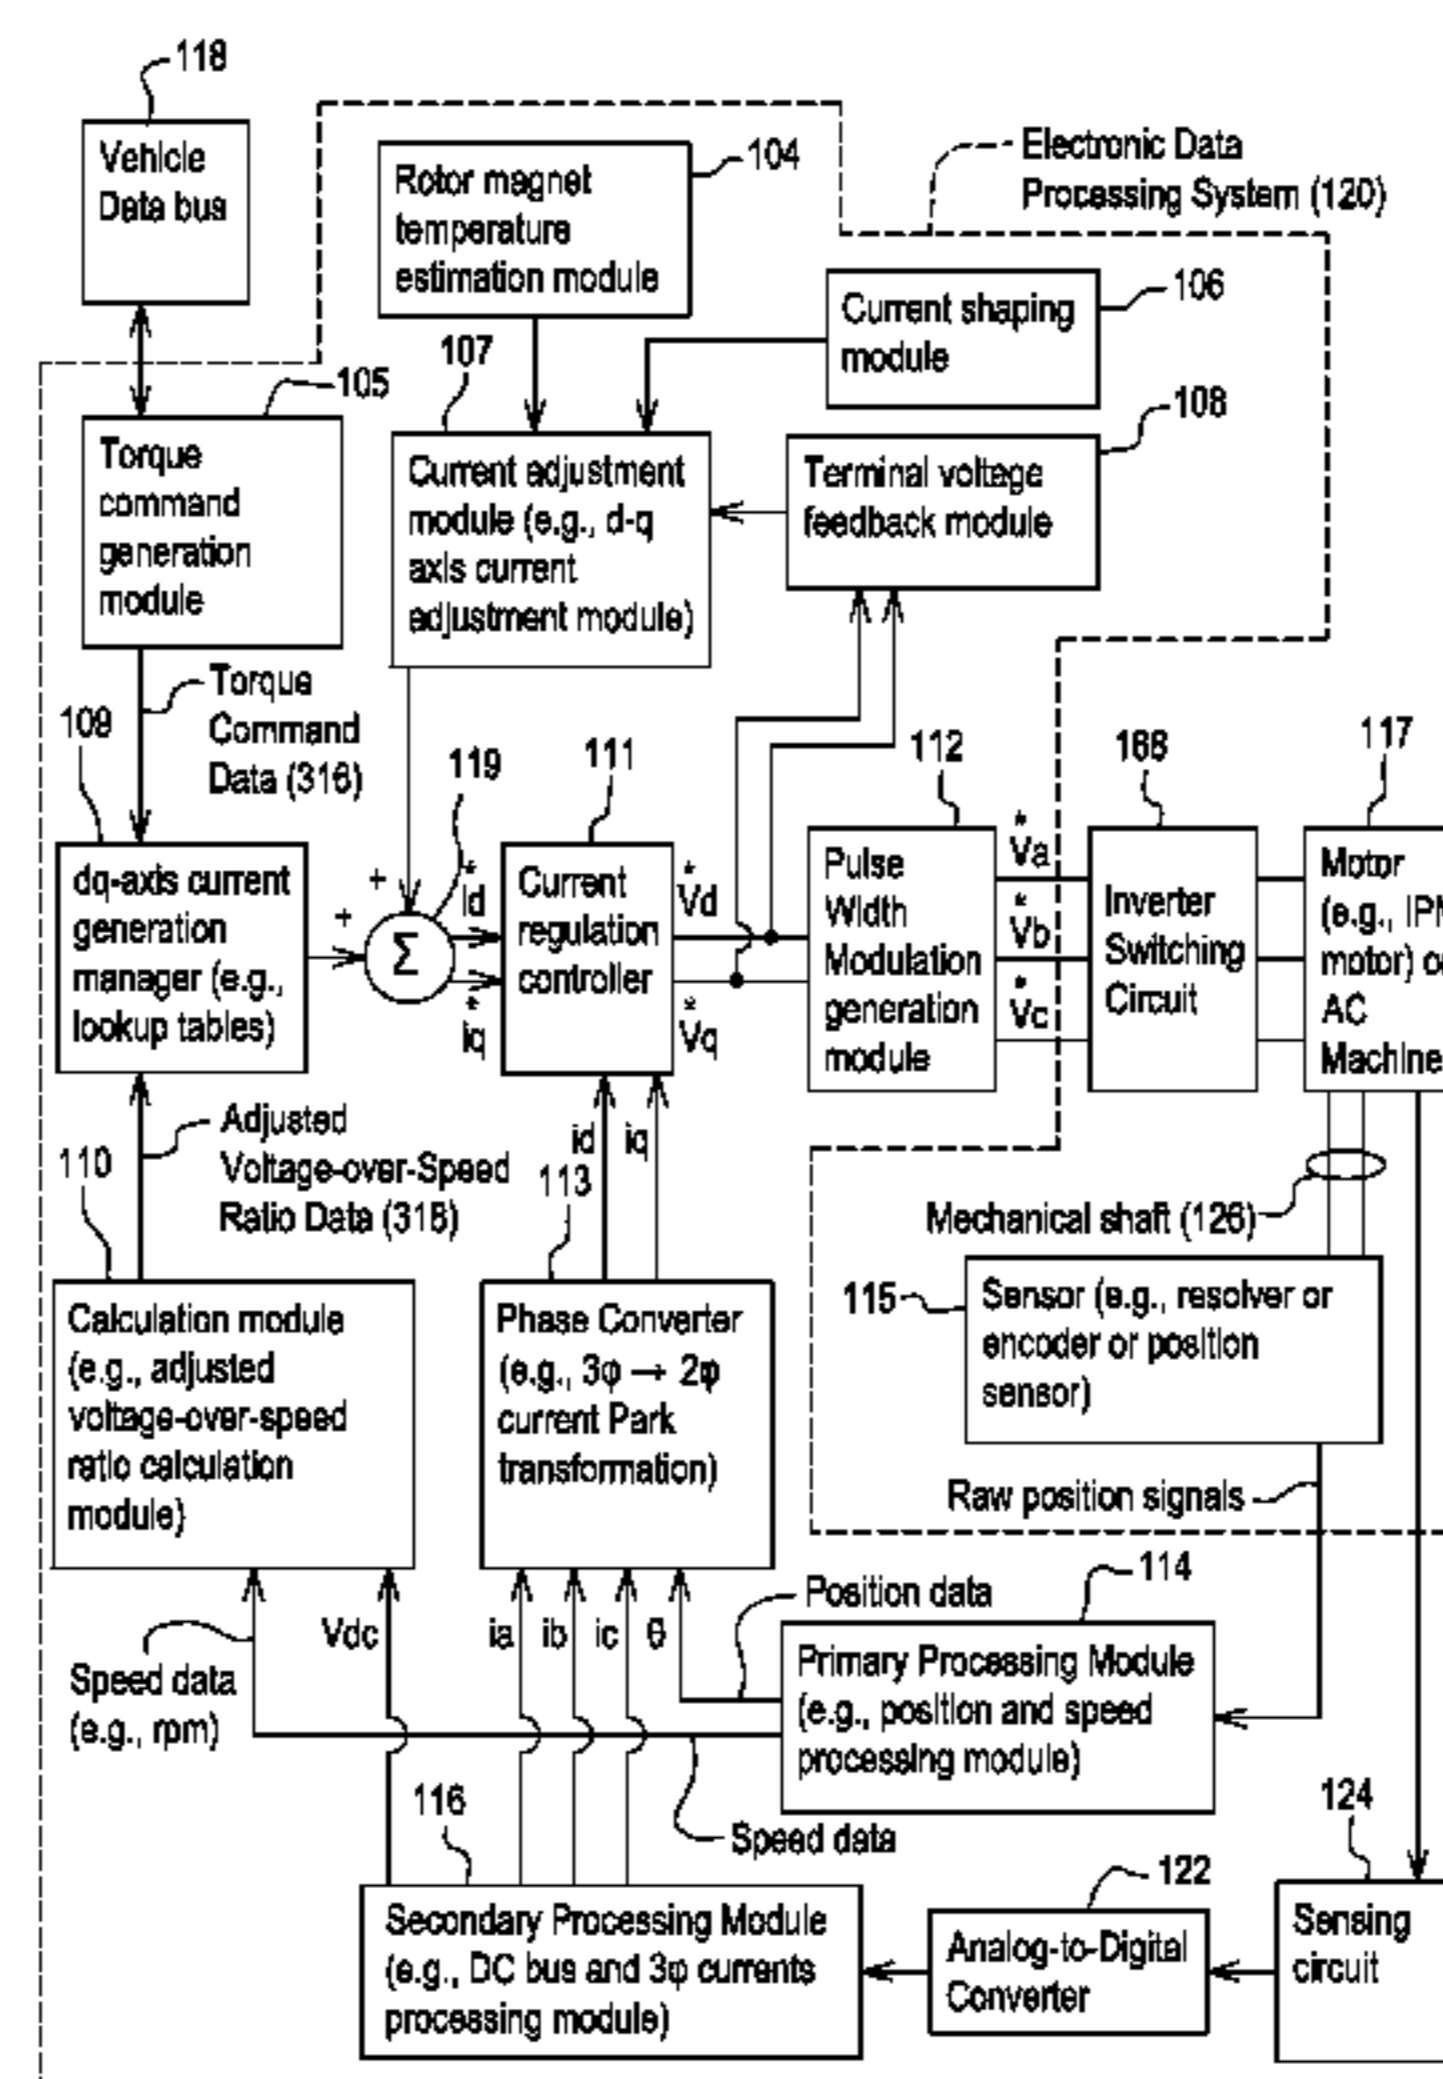 118
Vehicle
Data bus
Rotor magnet
temperature
estimation module
104
Electronic Data
Processing System (120)
Current shaping
module
106
107
105
108
Torque
command
generation
module
Current adjustment
module (e.g., d-q
axis current
adjustment module)
Terminal voltage
feedback module
Torque
Command
Data (316)
109
119
111
112
188
117
dq-axis current
generation
manager (e.g.,
lookup tables)
+
+
Σ
id*
iq*
Current
regulation
controller
Vd*
Vq*
Pulse
Width
Modulation
generation
module
Va*
Vb*
Vc*
Inverter
Switching
Circuit
Motor
(e.g., IPM
motor) or
AC
Machine
Adjusted
Voltage-over-Speed
Ratio Data (318)
110
id
iq
113
Mechanical shaft (126)
Calculation module
(e.g., adjusted
voltage-over-speed
ratio calculation
module)
Phase Converter
(e.g., 3φ → 2φ
current Park
transformation)
115
Sensor (e.g., resolver or
encoder or position
sensor)
Raw position signals
Vdc
ia
ib
ic
θ
Position data
114
Speed data
(e.g., rpm)
Primary Processing Module
(e.g., position and speed
processing module)
116
Speed data
122
124
Secondary Processing Module
(e.g., DC bus and 3φ currents
processing module)
Analog-to-Digital
Converter
Sensing
circuit